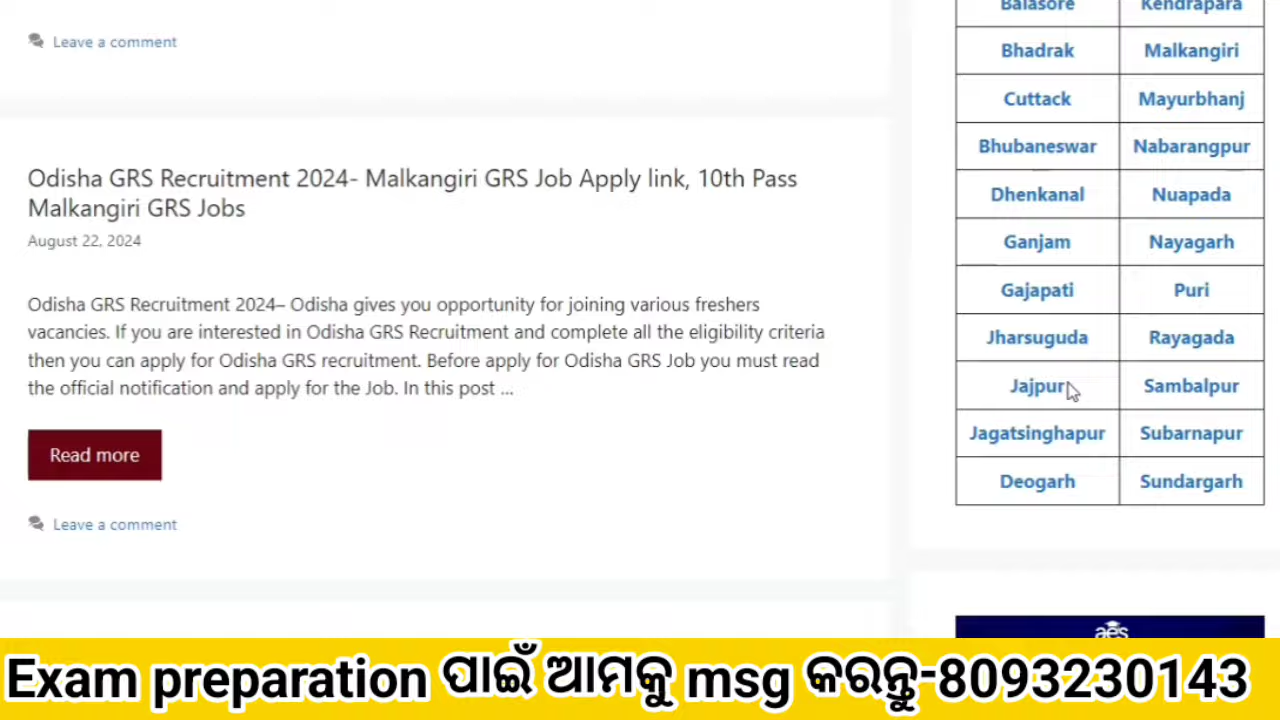 Leave a comment
Odisha GRS Recruitment 2024- Malkangiri GRS Job Apply link, 10th Pass
Malkangiri GRS Jobs
August 22, 2024
Odisha GRS Recruitment 2024– Odisha gives you opportunity for joining various freshers
vacancies. If you are interested in Odisha GRS Recruitment and complete all the eligibility criteria
then you can apply for Odisha GRS recruitment. Before apply for Odisha GRS Job you must read
the official notification and apply for the Job. In this post ...
Read more
Leave a comment
Balasore Kendrapara
Bhadrak Malkangiri
Cuttack Mayurbhanj
Bhubaneswar Nabarangpur
Dhenkanal Nuapada
Ganjam Nayagarh
Gajapati Puri
Jharsuguda Rayagada
Jajpur Sambalpur
Jagatsinghapur Subarnapur
Deogarh Sundargarh
aes
Exam preparation ପାଇଁ ଆମକୁ msg କରନ୍ତୁ-8093230143